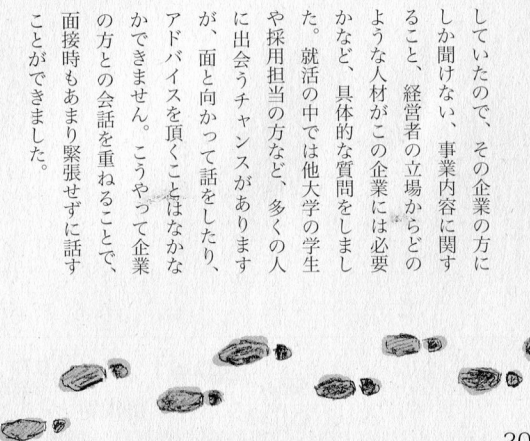 していたので、その企業の方に
しか聞けない、事業内容に関す
ること、経営者の立場からどの
ような人材がこの企業には必要
かなど、具体的な質問をしまし
た。就活の中では他大学の学生
や採用担当の方など、多くの人
に出会うチャンスがあります
が、面と向かって話をしたり、
アドバイスを頂くことはなかな
かできません。こうやって企業
の方との会話を重ねることで、
面接時もあまり緊張せずに話す
ことができました。